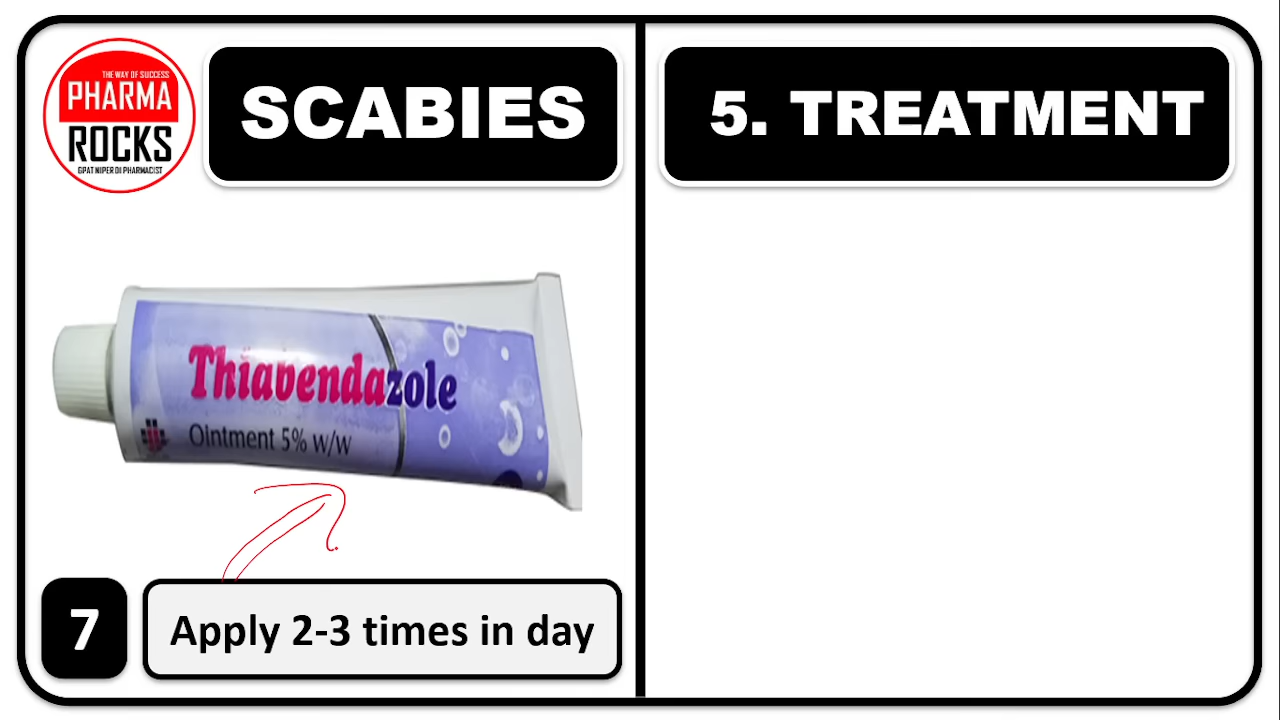 THE WAY OF SUCCESS
PHARMA
ROCKS
GPAT NIPER DI PHARMACIST
SCABIES
5. TREATMENT
Thiabendazole
Ointment 5% w/w
7
Apply 2-3 times in day